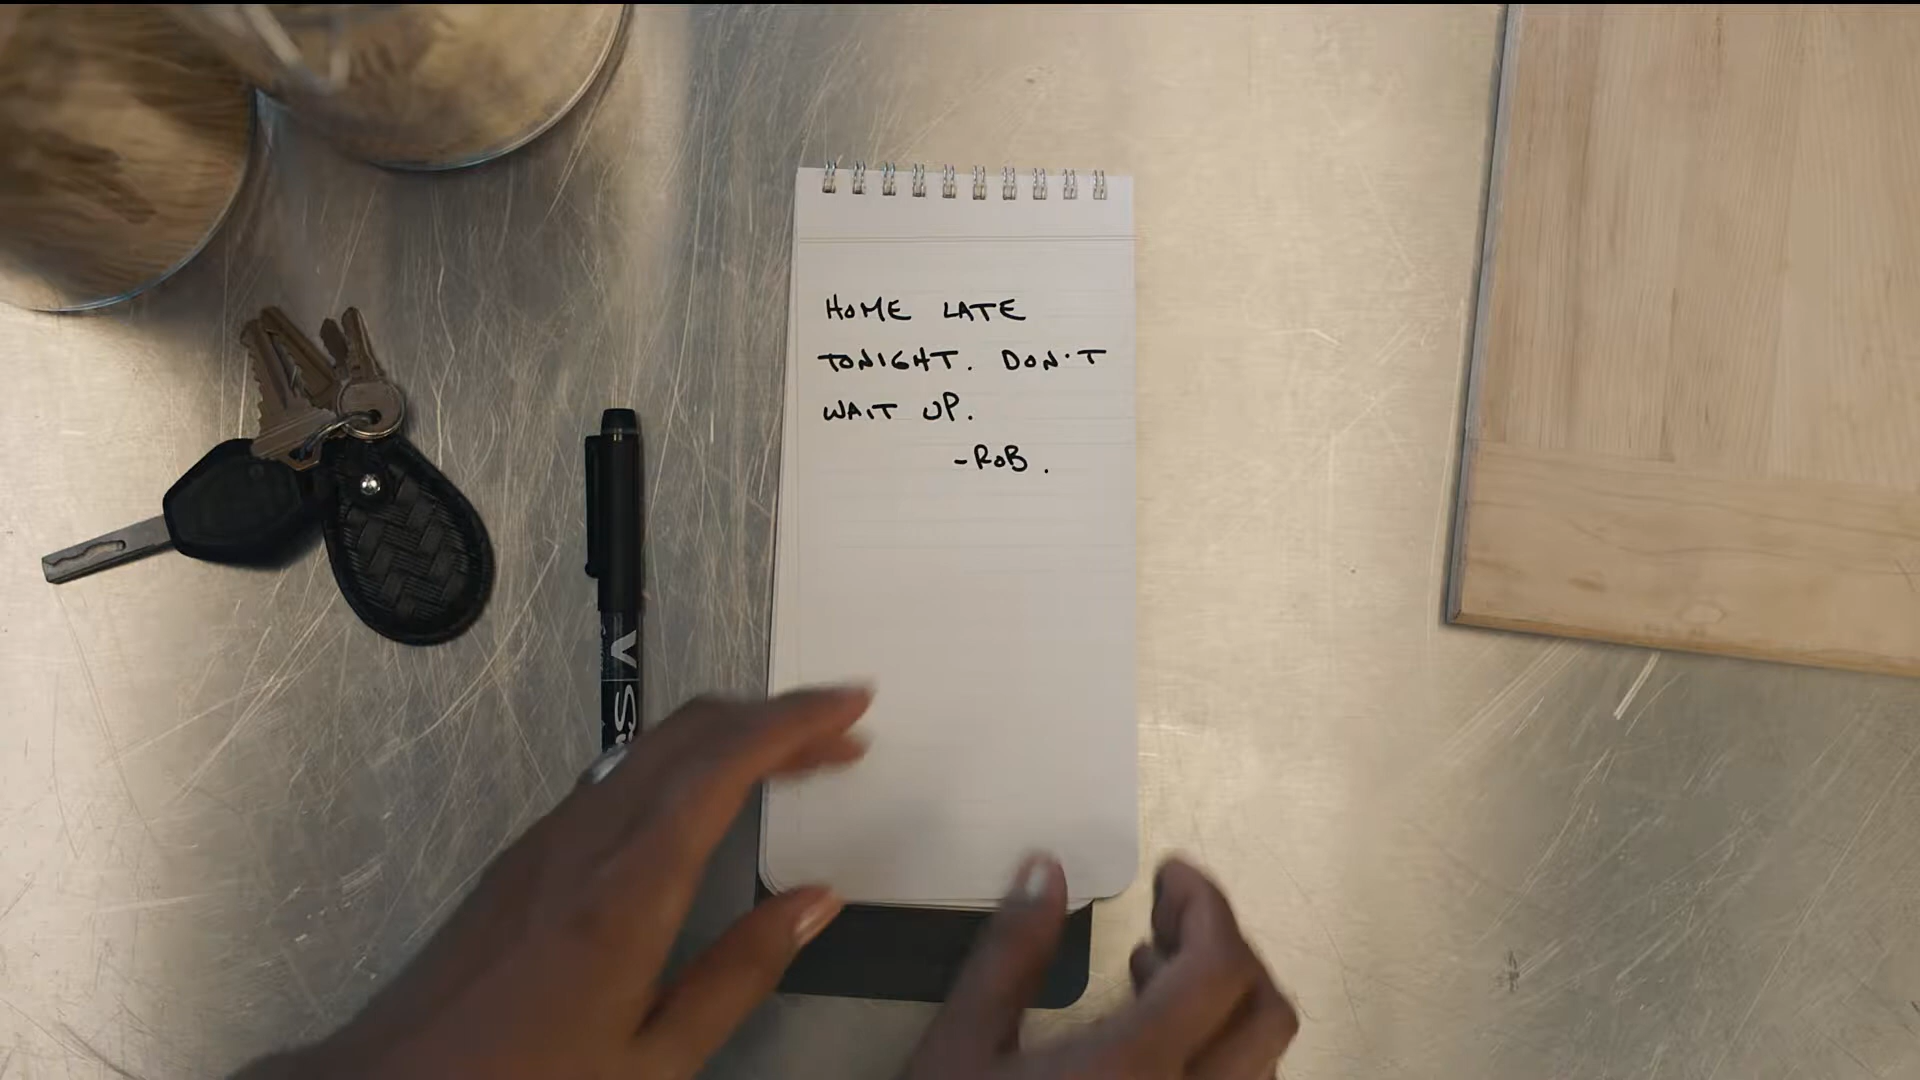 HOME LATE
TONIGHT. DON'T
WAIT UP.
-ROB.
V